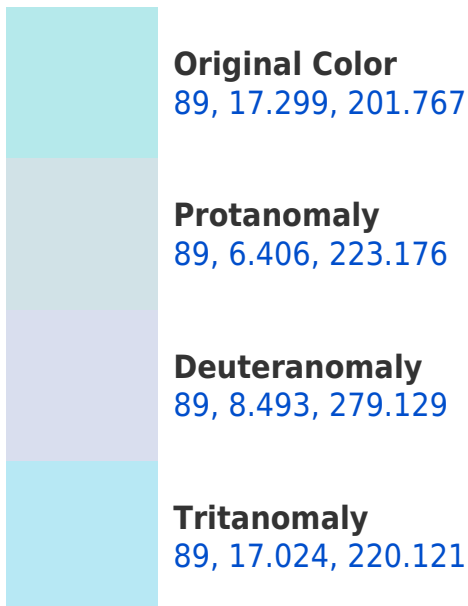 Original Color
89, 17.299, 201.767
Protanomaly
89, 6.406, 223.176
Deuteranomaly
89, 8.493, 279.129
Tritanomaly
89, 17.024, 220.121